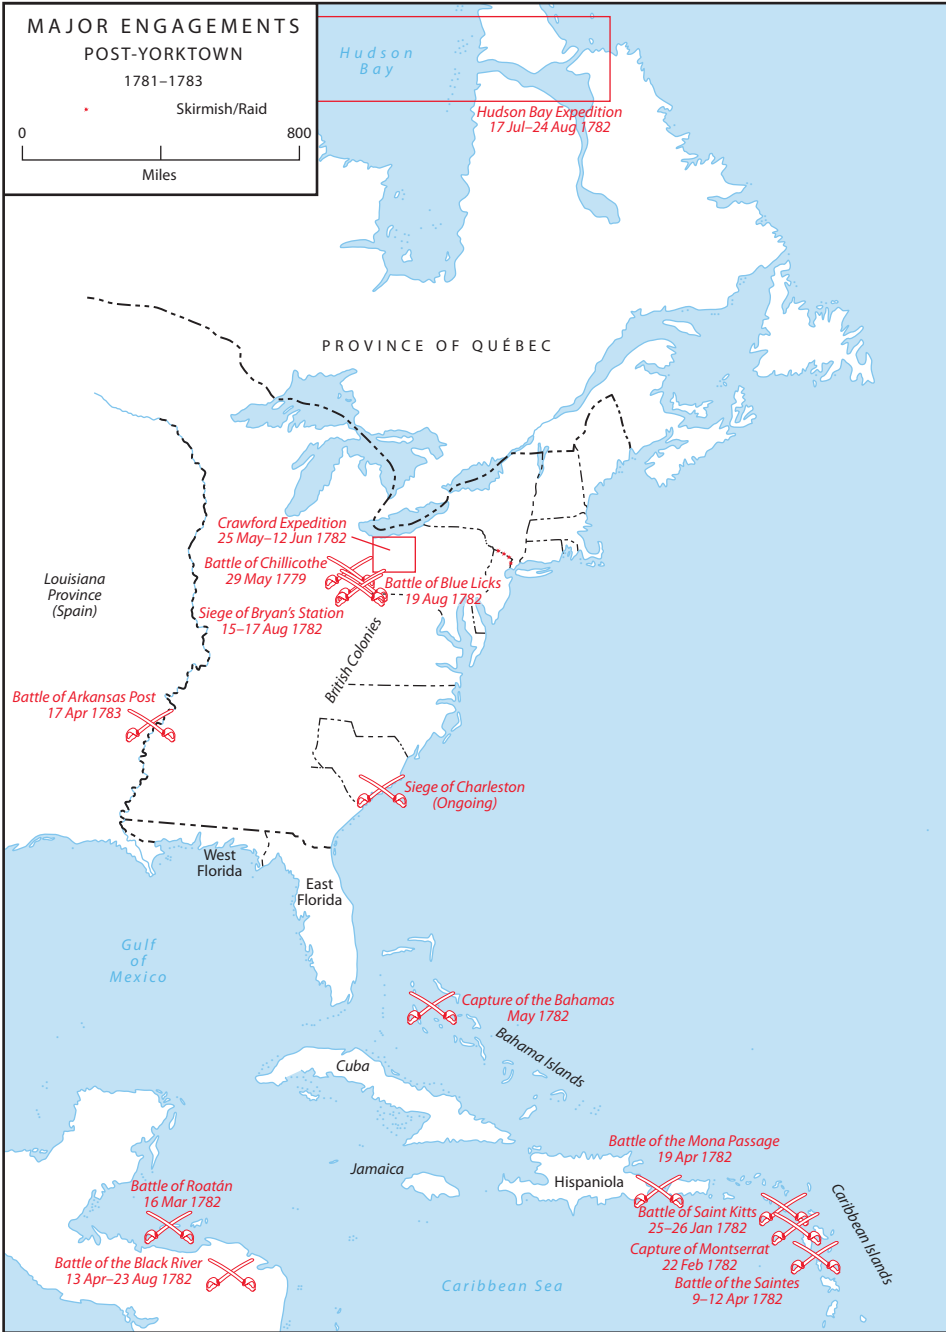 MAJOR ENGAGEMENTS
POST-YORKTOWN
1781–1783
Skirmish/Raid
0 800
Miles
Hudson
Bay
Hudson Bay Expedition
17 Jul–24 Aug 1782
PROVINCE OF QUÉBEC
Crawford Expedition
25 May–12 Jun 1782
Battle of Chillicothe
29 May 1779
Battle of Blue Licks
19 Aug 1782
Siege of Bryan's Station
15–17 Aug 1782
Louisiana
Province
(Spain)
British Colonies
Battle of Arkansas Post
17 Apr 1783
Siege of Charleston
(Ongoing)
West
Florida
East
Florida
Gulf
of
Mexico
Capture of the Bahamas
May 1782
Bahama Islands
Cuba
Battle of the Mona Passage
19 Apr 1782
Jamaica
Hispaniola
Battle of Roatán
16 Mar 1782
Battle of Saint Kitts
25–26 Jan 1782
Caribbean Islands
Capture of Montserrat
22 Feb 1782
Battle of the Black River
13 Apr–23 Aug 1782
Battle of the Saintes
9–12 Apr 1782
Caribbean Sea